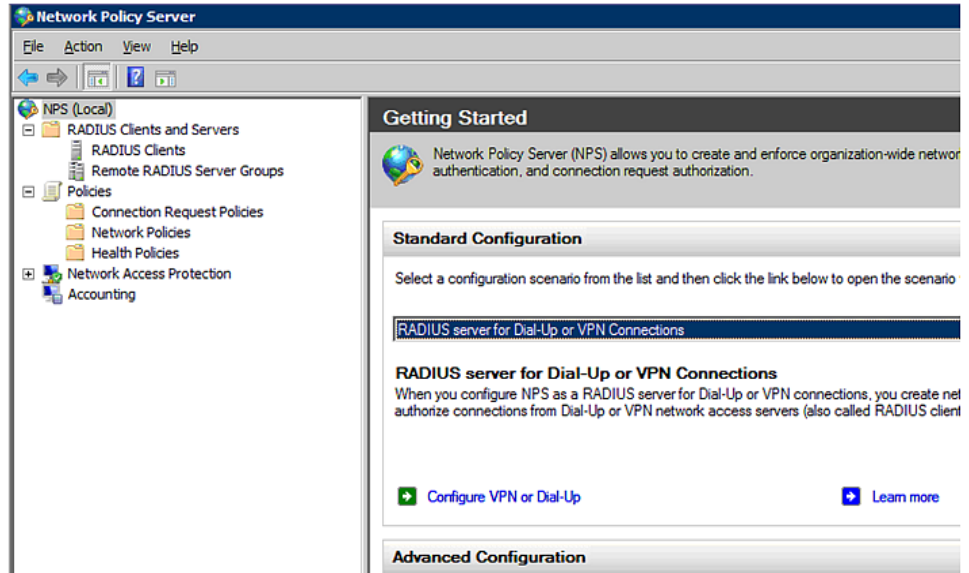 Network Policy Server
File Action View Help
NPS (Local)
RADIUS Clients and Servers
RADIUS Clients
Remote RADIUS Server Groups
Policies
Connection Request Policies
Network Policies
Health Policies
Network Access Protection
Accounting
Getting Started
Network Policy Server (NPS) allows you to create and enforce organization-wide networ
authentication, and connection request authorization.
Standard Configuration
Select a configuration scenario from the list and then click the link below to open the scenario
RADIUS server for Dial-Up or VPN Connections
RADIUS server for Dial-Up or VPN Connections
When you configure NPS as a RADIUS server for Dial-Up or VPN connections, you create net
authorize connections from Dial-Up or VPN network access servers (also called RADIUS client
Configure VPN or Dial-Up
Learn more
Advanced Configuration